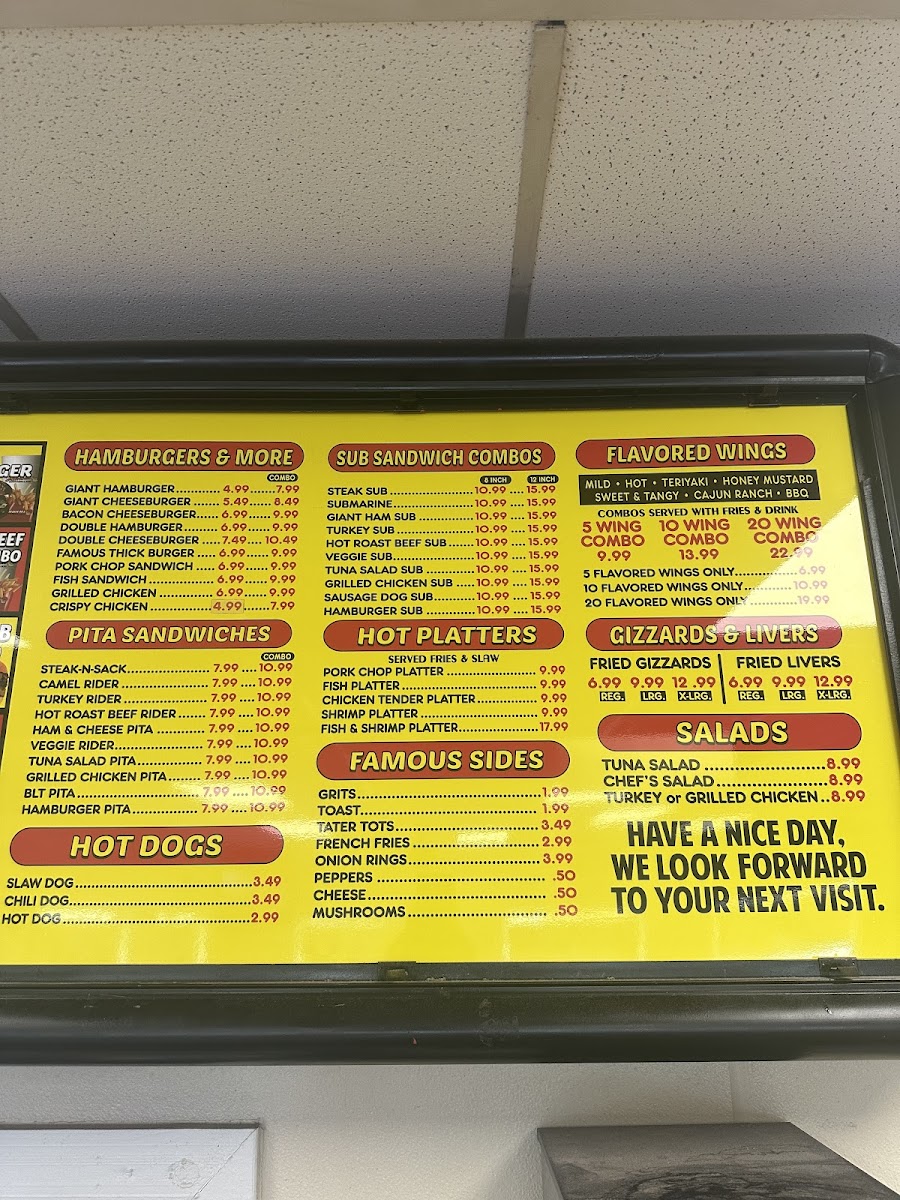 GER
EEF
BO
B
HAMBURGERS & MORE
COMBO
GIANT HAMBURGER 4.99 7.99
GIANT CHEESEBURGER 5.49 8.49
BACON CHEESEBURGER 6.99 9.99
DOUBLE HAMBURGER 6.99 9.99
DOUBLE CHEESEBURGER 7.49 10.49
FAMOUS THICK BURGER 6.99 9.99
PORK CHOP SANDWICH 6.99 9.99
FISH SANDWICH 6.99 9.99
GRILLED CHICKEN 6.99 9.99
CRISPY CHICKEN 4.99 7.99
PITA SANDWICHES
COMBO
STEAK-N-SACK 7.99 10.99
CAMEL RIDER 7.99 10.99
TURKEY RIDER 7.99 10.99
HOT ROAST BEEF RIDER 7.99 10.99
HAM & CHEESE PITA 7.99 10.99
VEGGIE RIDER 7.99 10.99
TUNA SALAD PITA 7.99 10.99
GRILLED CHICKEN PITA 7.99 10.99
BLT PITA 7.99 10.99
HAMBURGER PITA 7.99 10.99
HOT DOGS
SLAW DOG 3.49
CHILI DOG 3.49
HOT DOG 2.99
SUB SANDWICH COMBOS
6 INCH 12 INCH
STEAK SUB 10.99 15.99
SUBMARINE 10.99 15.99
GIANT HAM SUB 10.99 15.99
TURKEY SUB 10.99 15.99
HOT ROAST BEEF SUB 10.99 15.99
VEGGIE SUB 10.99 15.99
TUNA SALAD SUB 10.99 15.99
GRILLED CHICKEN SUB 10.99 15.99
SAUSAGE DOG SUB 10.99 15.99
HAMBURGER SUB 10.99 15.99
HOT PLATTERS
SERVED FRIES & SLAW
PORK CHOP PLATTER 9.99
FISH PLATTER 9.99
CHICKEN TENDER PLATTER 9.99
SHRIMP PLATTER 9.99
FISH & SHRIMP PLATTER 17.99
FAMOUS SIDES
GRITS 1.99
TOAST 1.99
TATER TOTS 3.49
FRENCH FRIES 2.99
ONION RINGS 3.99
PEPPERS .50
CHEESE .50
MUSHROOMS .50
FLAVORED WINGS
MILD • HOT • TERIYAKI • HONEY MUSTARD
SWEET & TANGY • CAJUN RANCH • BBQ
COMBOS SERVED WITH FRIES & DRINK
5 WING 10 WING 20 WING
COMBO COMBO COMBO
9.99 13.99 22.99
5 FLAVORED WINGS ONLY 6.99
10 FLAVORED WINGS ONLY 10.99
20 FLAVORED WINGS ONLY 19.99
GIZZARDS & LIVERS
FRIED GIZZARDS FRIED LIVERS
6.99 9.99 12.99 6.99 9.99 12.99
REG. LRG. X-LRG. REG. LRG. X-LRG.
SALADS
TUNA SALAD 8.99
CHEF'S SALAD 8.99
TURKEY or GRILLED CHICKEN 8.99
HAVE A NICE DAY,
WE LOOK FORWARD
TO YOUR NEXT VISIT.